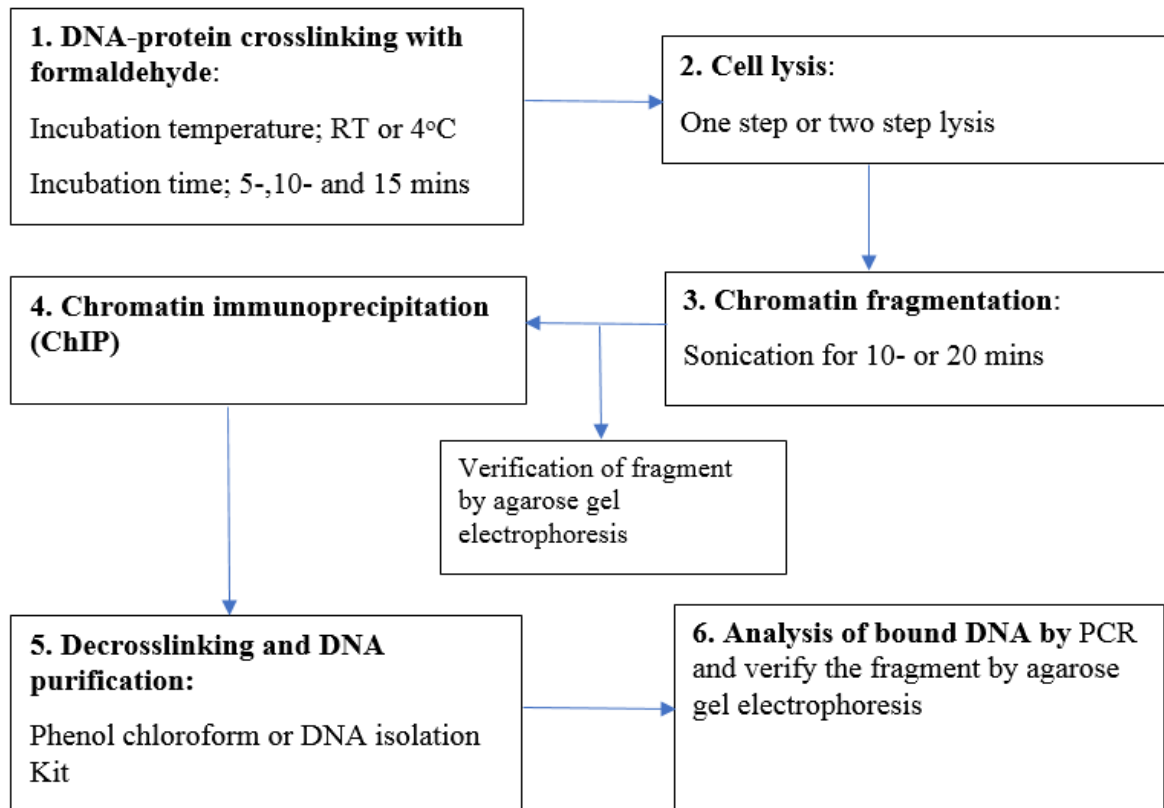 1. DNA-protein crosslinking with
formaldehyde:
Incubation temperature; RT or 4°C
Incubation time; 5-,10- and 15 mins
2. Cell lysis:
One step or two step lysis
3. Chromatin fragmentation:
Sonication for 10- or 20 mins
4. Chromatin immunoprecipitation
(ChIP)
Verification of fragment
by agarose gel
electrophoresis
5. Decrosslinking and DNA
purification:
Phenol chloroform or DNA isolation
Kit
6. Analysis of bound DNA by PCR
and verify the fragment by agarose
gel electrophoresis